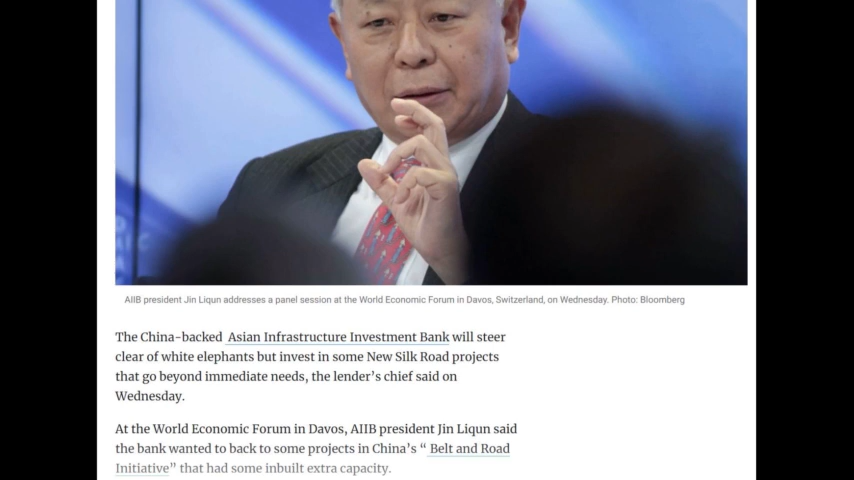 AIIB president Jin Liqun addresses a panel session at the World Economic Forum in Davos, Switzerland, on Wednesday. Photo: Bloomberg
The China-backed Asian Infrastructure Investment Bank will steer
clear of white elephants but invest in some New Silk Road projects
that go beyond immediate needs, the lender’s chief said on
Wednesday.
At the World Economic Forum in Davos, AIIB president Jin Liqun said
the bank wanted to back to some projects in China’s “ Belt and Road
Initiative” that had some inbuilt extra capacity.